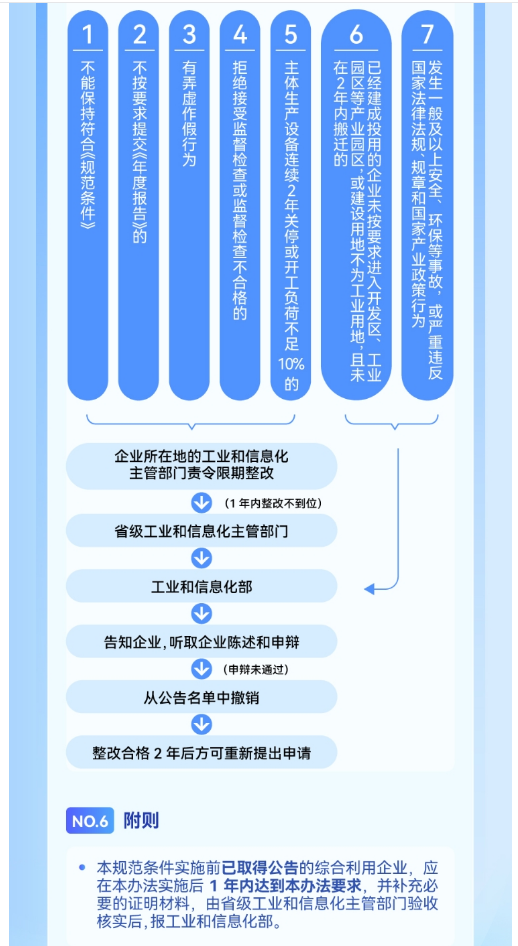 1
不能保持符合《规范条件》
2
不按要求提交《年度报告》的
3
有弄虚作假行为
4
拒绝接受监督检查或监督检查不合格的
5
主体生产设备连续2年关停或开工负荷不足10%的
6
已经建成投用的企业未按要求进入开发区、工业
园区等产业园区,或建设用地不为工业用地,且未
在2年内搬迁的
7
发生一般及以上安全、环保等事故,或严重违反
国家法律法规、规章和国家产业政策行为
企业所在地的工业和信息化
主管部门责令限期整改
(1年内整改不到位)
省级工业和信息化主管部门
工业和信息化部
告知企业,听取企业陈述和申辩
(申辩未通过)
从公告名单中撤销
整改合格 2 年后方可重新提出申请
NO.6 附则
• 本规范条件实施前已取得公告的综合利用企业,应
在本办法实施后 1 年内达到本办法要求,并补充必
要的证明材料,由省级工业和信息化主管部门验收
核实后,报工业和信息化部。